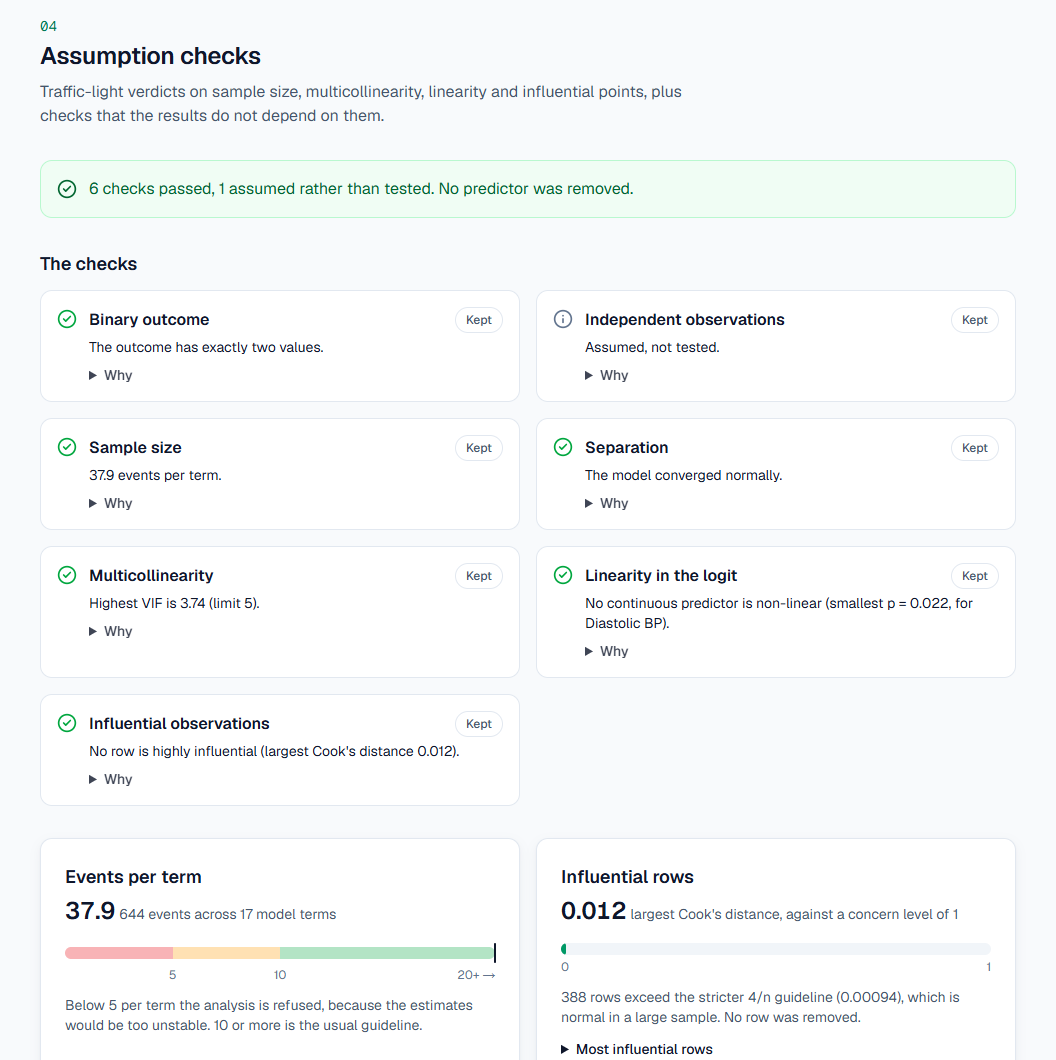 04
Assumption checks
Traffic-light verdicts on sample size, multicollinearity, linearity and influential points, plus
checks that the results do not depend on them.
6 checks passed, 1 assumed rather than tested. No predictor was removed.
The checks
Binary outcome
Kept
The outcome has exactly two values.
Why
Independent observations
Kept
Assumed, not tested.
Why
Sample size
Kept
37.9 events per term.
Why
Separation
Kept
The model converged normally.
Why
Multicollinearity
Kept
Highest VIF is 3.74 (limit 5).
Why
Linearity in the logit
Kept
No continuous predictor is non-linear (smallest p = 0.022, for
Diastolic BP).
Why
Influential observations
Kept
No row is highly influential (largest Cook's distance 0.012).
Why
Events per term
37.9 644 events across 17 model terms
5 10 20+ →
Below 5 per term the analysis is refused, because the estimates
would be too unstable. 10 or more is the usual guideline.
Influential rows
0.012 largest Cook's distance, against a concern level of 1
0 1
388 rows exceed the stricter 4/n guideline (0.00094), which is
normal in a large sample. No row was removed.
Most influential rows